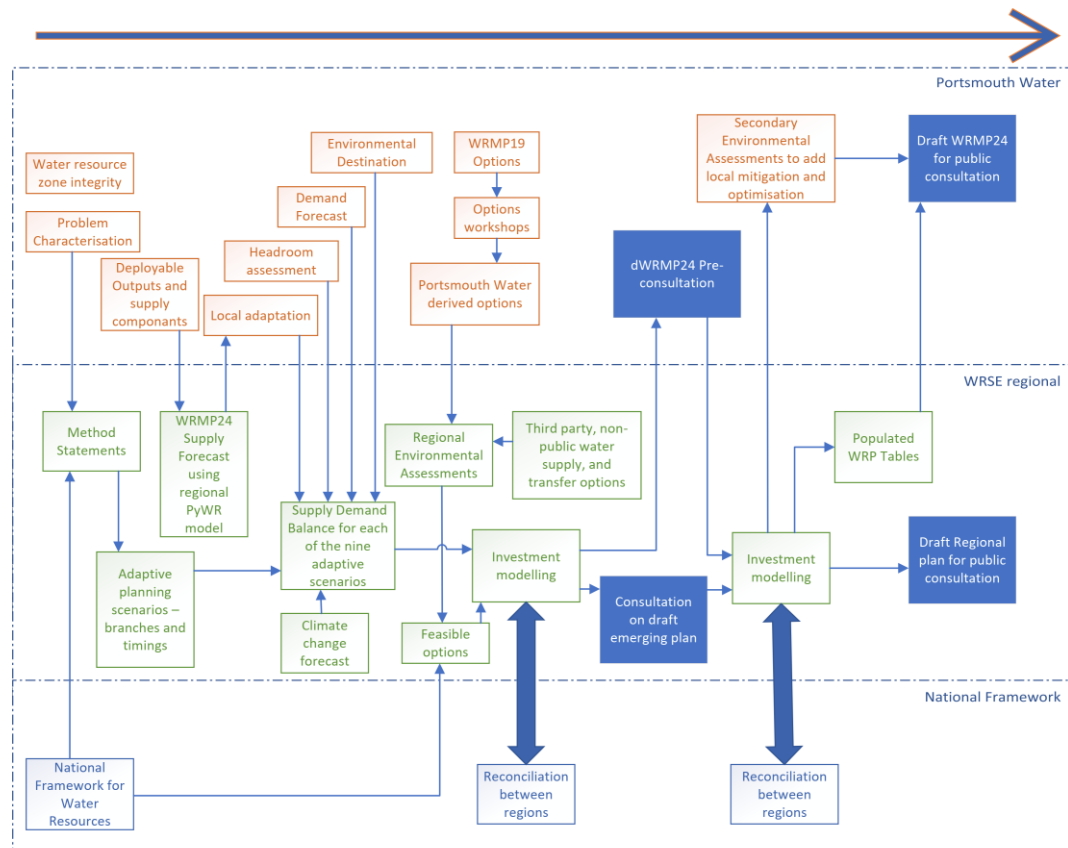 Portsmouth Water
Water resource
zone integrity
Problem
Characterisation
Deployable
Outputs and
supply
componants
Local adaptation
Headroom
assessment
Demand
Forecast
Environmental
Destination
WRMP19
Options
Options
workshops
Portsmouth Water
derived options
dWRMP24 Pre-
consultation
Secondary
Environmental
Assessments to add
local mitigation and
optimisation
Draft WRMP24
for public
consultation
WRSE regional
Method
Statements
WRMP24
Supply
Forecast using
regional
PyWR model
Adaptive
planning
scenarios –
branches and
timings
Supply Demand
Balance for each
of the nine
adaptive
scenarios
Climate
change
forecast
Regional
Environmental
Assessments
Third party, non-
public water
supply, and
transfer options
Feasible
options
Investment
modelling
Consultation
on draft
emerging plan
Investment
modelling
Populated
WRP Tables
Draft Regional
plan for public
consultation
National Framework
National
Framework for
Water
Resources
Reconciliation
between
regions
Reconciliation
between
regions